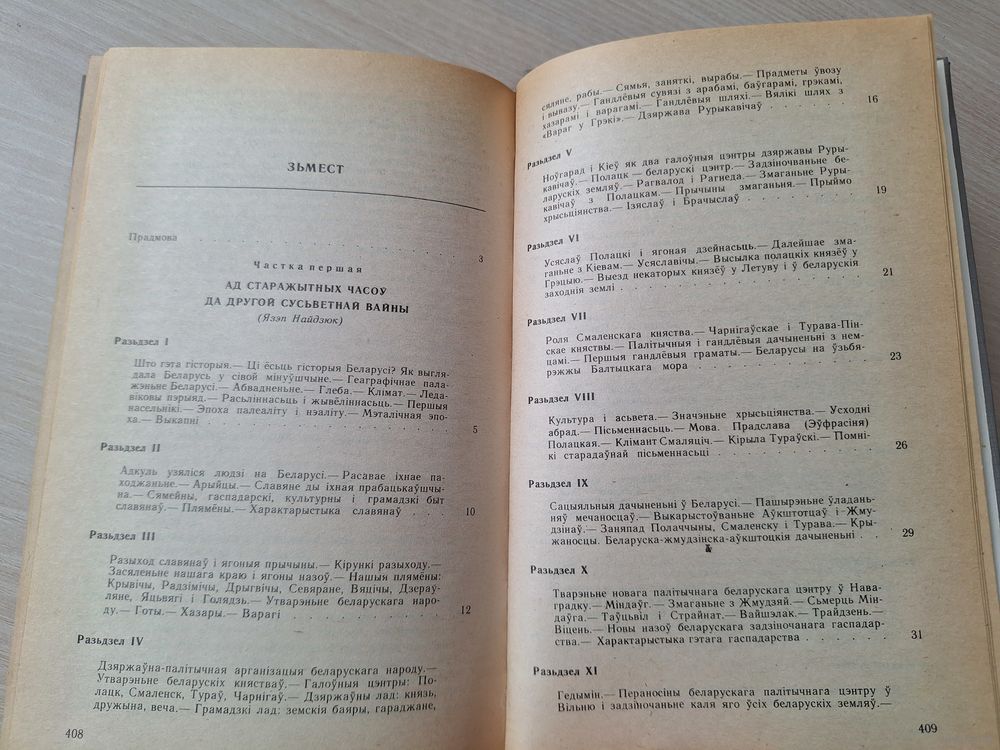 ЗЬМЕСТ
Прадмова . . . . . . . . . . . . . . . . . 3
Частка першая
АД СТАРАЖЫТНЫХ ЧАСОЎ
ДА ДРУГОЙ СУСЬВЕТНАЙ ВАЙНЫ
(Язэп Найдзюк)
Разьдзел I
Што гэта гісторыя.— Ці ёсьць гісторыя Беларусі? Як выгля-
дала Беларусь у сівой мінуўшчыне.— Геаграфічнае пала-
жэньне Беларусі.— Абвадненьне.— Глеба.— Клімат.— Леда-
віковы пэрыяд.— Расьліннасьць і жывёліннасьць.— Першыя
насельнікі.— Эпоха палеаліту і нэаліту.— Мэталічная эпо-
ха.— Выкапні . . . . . . . . . . . . . . . 5
Разьдзел II
Адкуль узяліся людзі на Беларусі.— Расавае іхнае па-
ходжаньне.— Арыйцы.— Славяне ды іхная прабацькаўшчы-
на.— Сямейны, гаспадарскі, культурны і грамадзкі быт
славянаў.— Плямёны.— Характарыстыка славянаў . . . 10
Разьдзел III
Разыход славянаў і ягоныя прычыны.— Кірункі разыходу.—
Засяленьне нашага краю і ягоны назоў.— Нашыя плямёны:
Крывічы, Радзімічы, Дрыгвічы, Севяране, Вяцічы, Дзераў-
ляне, Яцьвягі і Голядзь.— Утварэньне беларускага наро-
ду.— Готы.— Хазары.— Варагі . . . . . . . . . 12
Разьдзел IV
Дзяржаўна-палітычная арганізацыя беларускага народу.—
Утварэньне беларускіх княстваў.— Галоўныя цэнтры: По-
лацк, Смаленск, Тураў, Чарнігаў.— Дзяржаўны лад: князь,
дружына, веча.— Грамадзкі лад: земскія баяры, гараджане,
408
сяляне, рабы.— Сямья, заняткі, вырабы.— Прадметы ўвозу
і вывазу.— Гандлёвыя сувязі з арабамі, баўгарамі, грэкамі,
хазарамі і варагамі.— Гандлёвыя шляхі.— Вялікі шлях з
«Вараг у Грэкі».— Дзяржава Рурыкавічаў . . . . . . 16
Разьдзел V
Ноўгарад і Кіеў як два галоўныя цэнтры дзяржавы Руры-
кавічаў.— Полацк — беларускі цэнтр.— Задзіночваньне бе-
ларускіх земляў.— Рагвалод і Рагнеда.— Змаганьне Руры-
кавічаў з Полацкам.— Прычыны змаганьня.— Прыймо
хрысьціянства.— Ізяслаў і Брачыслаў . . . . . . . 19
Разьдзел VI
Усяслаў Полацкі і ягоная дзейнасьць.— Далейшае зма-
ганьне з Кіевам.— Усяславічы.— Высылка полацкіх князёў у
Грэцыю.— Выезд некаторых князёў у Летуву і ў беларускія
заходнія землі . . . . . . . . . . . . . 21
Разьдзел VII
Роля Смаленскага княства.— Чарнігаўскае і Турава-Пін-
скае княствы.— Палітычныя і гандлёвыя дачыненьні з нем-
цамі.— Першыя гандлёвыя граматы.— Беларусы на ўзьбя-
рэжжы Балтыцкага мора . . . . . . . . . . 23
Разьдзел VIII
Культура і асьвета.— Значэньне хрысьціянства.— Усходні
абрад.— Пісьменнасьць.— Мова. Прадслава (Эўфрасіня)
Полацкая.— Клімант Смаляціч.— Кірыла Тураўскі.— Помні-
кі старадаўнай пісьменнасьці . . . . . . . . . 26
Разьдзел IX
Сацыяльныя дачыненьні ў Беларусі.— Пашырэньне ўладань-
няў мечаносцаў.— Выкарыстоўваньне Аўкштотцаў і Жму-
дзінаў.— Заняпад Полаччыны, Смаленску і Турава.— Кры-
жаносцы. Беларуска-жмудзінска-аўкштоцкія дачыненьні . . 29
Разьдзел X
Тварэньне новага палітычнага беларускага цэнтру ў Нава-
градку.— Міндаўг.— Змаганьне з Жмудзяй.— Сьмерць Мін-
даўга.— Таўцьвіл і Страйнат.— Вайшэлак.— Трайдзень.—
Віцень.— Новы назоў беларускага задзіночанага гаспадар-
ства.— Характарыстыка гэтага гаспадарства . . . . . . 31
Разьдзел XI
Гедымін.— Пераносіны беларускага палітычнага цэнтру ў
Вільню і задзіночаньне каля яго ўсіх беларускіх земляў.—
409